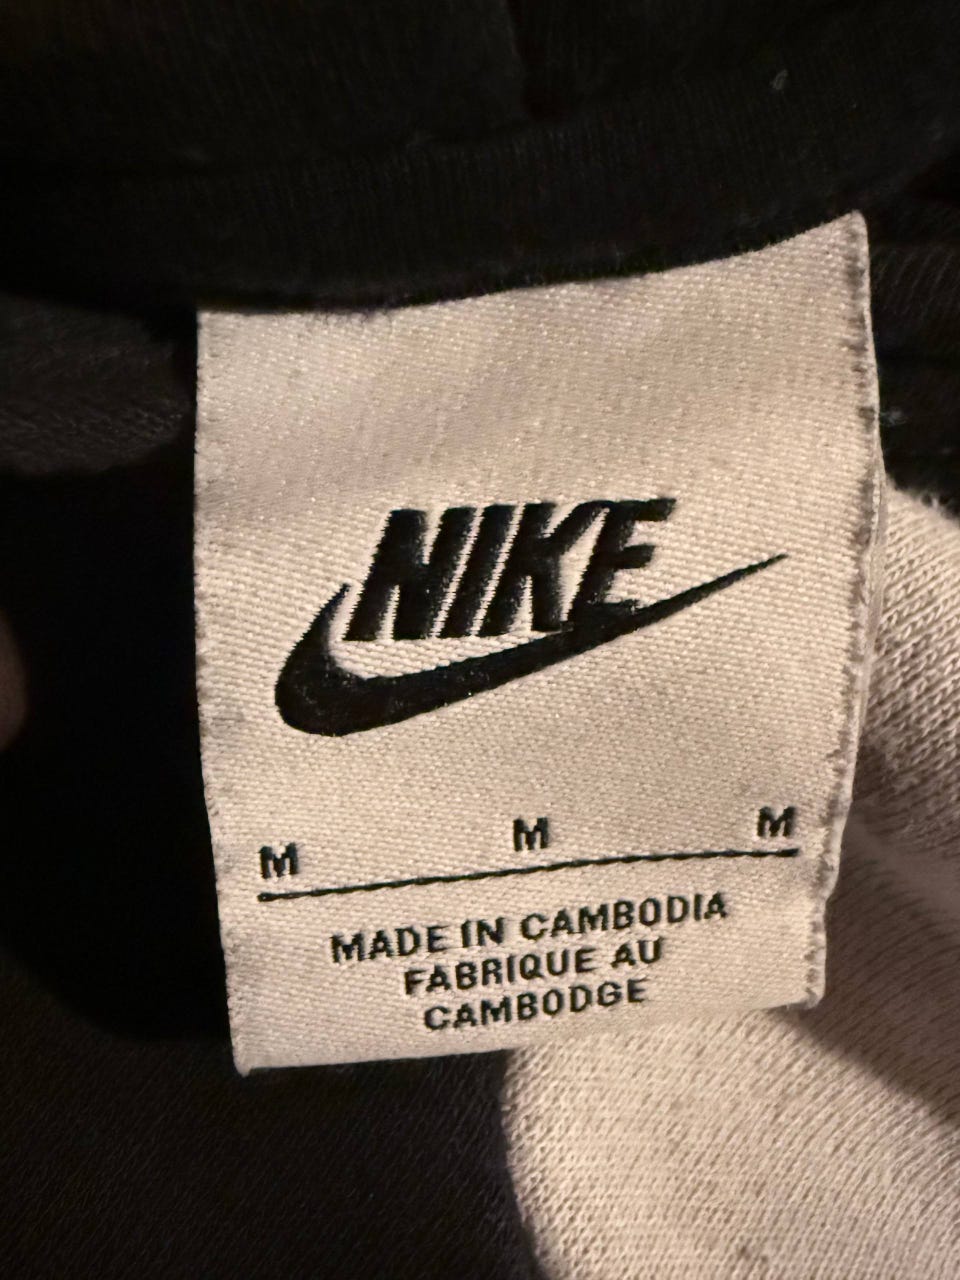 NIKE
M M M
MADE IN CAMBODIA
FABRIQUE AU
CAMBODGE